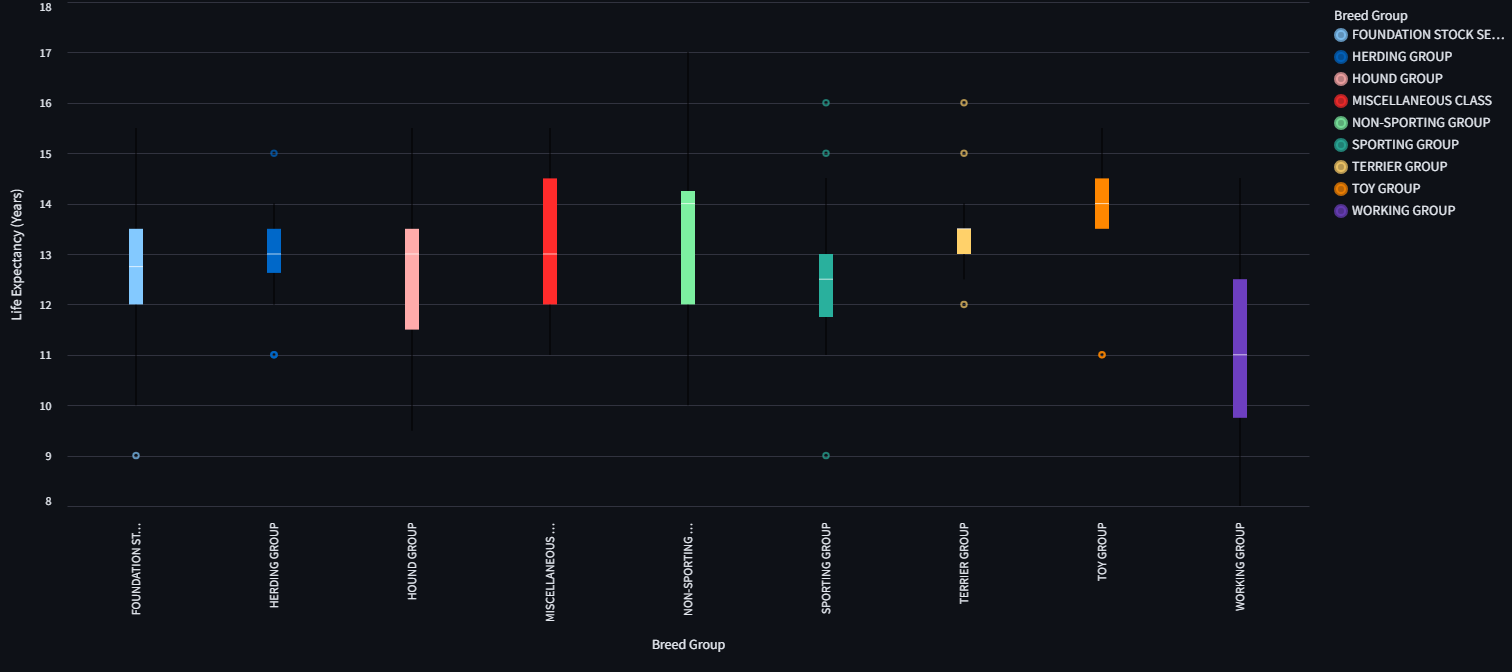 18
17
16
15
14
13
12
11
10
9
8
Life Expectancy (Years)
FOUNDATION ST…
HERDING GROUP
HOUND GROUP
MISCELLANEOUS …
NON-SPORTING …
SPORTING GROUP
TERRIER GROUP
TOY GROUP
WORKING GROUP
Breed Group
Breed Group
FOUNDATION STOCK SE…
HERDING GROUP
HOUND GROUP
MISCELLANEOUS CLASS
NON-SPORTING GROUP
SPORTING GROUP
TERRIER GROUP
TOY GROUP
WORKING GROUP